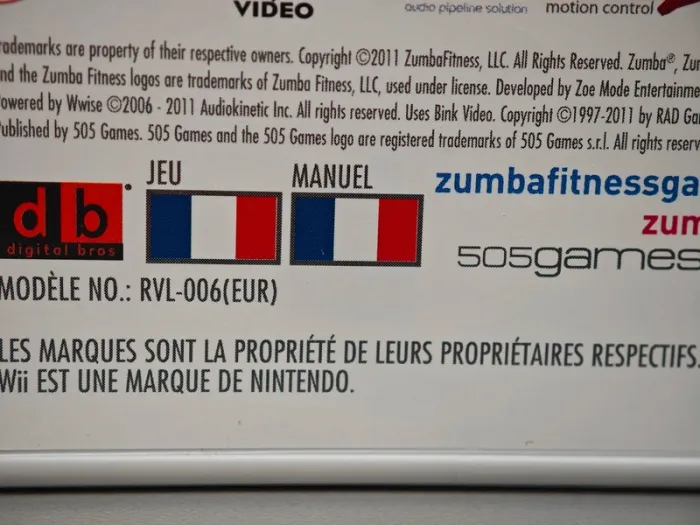 VIDEO
audio pipeline solution
motion control
rademarks are property of their respective owners. Copyright ©2011 ZumbaFitness, LLC. All Rights Reserved. Zumba®, Zu
nd the Zumba Fitness logos are trademarks of Zumba Fitness, LLC, used under license. Developed by Zoe Mode Entertainme
owered by Wwise ©2006 - 2011 Audiokinetic Inc. All rights reserved. Uses Bink Video. Copyright ©1997-2011 by RAD Ga
ublished by 505 Games. 505 Games and the 505 Games logo are registered trademarks of 505 Games s.r.l. All rights reserv
JEU
MANUEL
zumbafitnessga
db
digital bros
zum
505games
MODÈLE NO.: RVL-006(EUR)
LES MARQUES SONT LA PROPRIÉTÉ DE LEURS PROPRIÉTAIRES RESPECTIFS.
Wii EST UNE MARQUE DE NINTENDO.